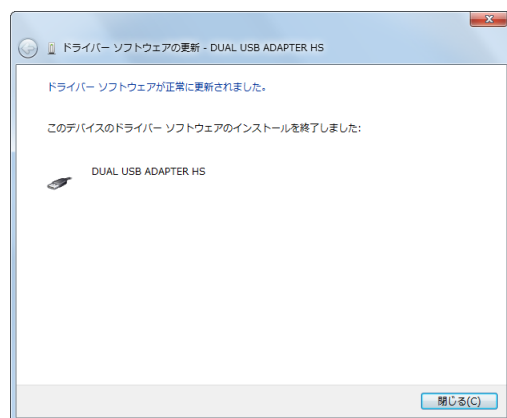 ドライバー ソフトウェアの更新 - DUAL USB ADAPTER HS
ドライバー ソフトウェアが正常に更新されました。
このデバイスのドライバー ソフトウェアのインストールを終了しました:
DUAL USB ADAPTER HS
閉じる(C)